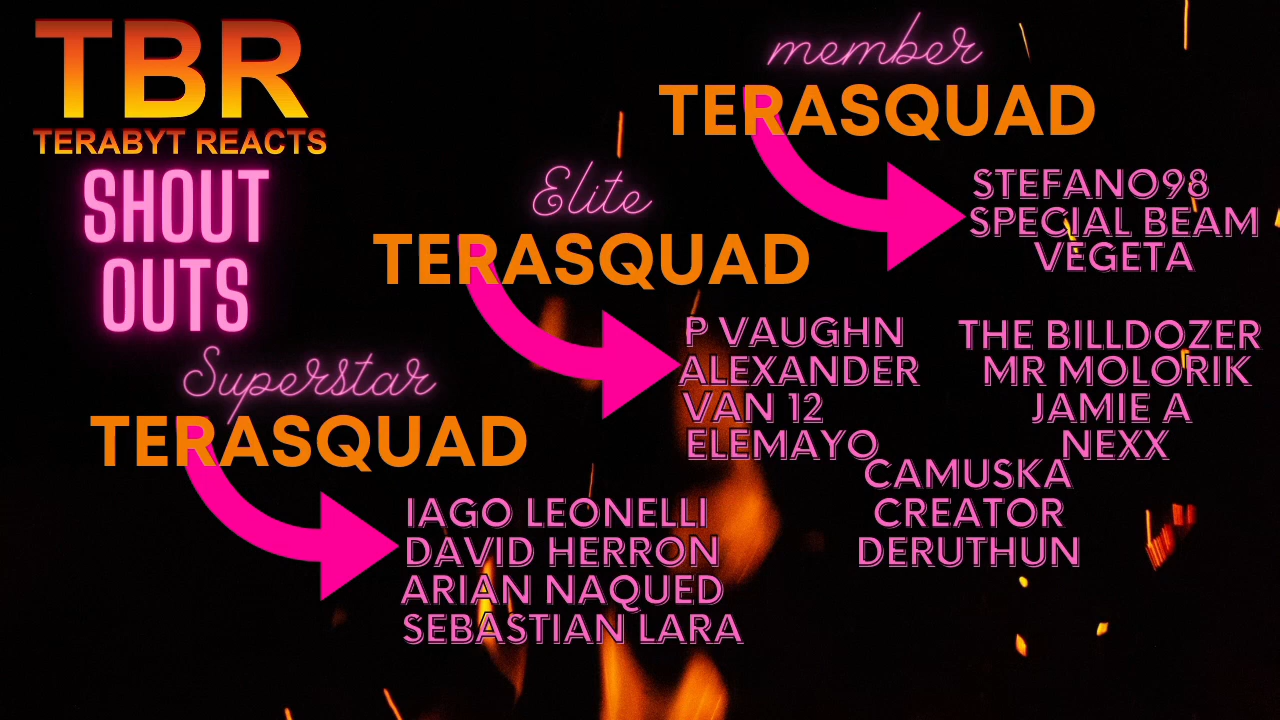 TBR
TERABYT REACTS
SHOUT
OUTS
member
TERASQUAD
STEFANO98
SPECIAL BEAM
VEGETA
Elite
TERASQUAD
P VAUGHN
ALEXANDER
VAN 12
ELEMAYO
THE BILLDOZER
MR MOLORIK
JAMIE A
NEXX
CAMUSKA
CREATOR
DERUTHUN
Superstar
TERASQUAD
IAGO LEONELLI
DAVID HERRON
ARIAN NAQUED
SEBASTIAN LARA